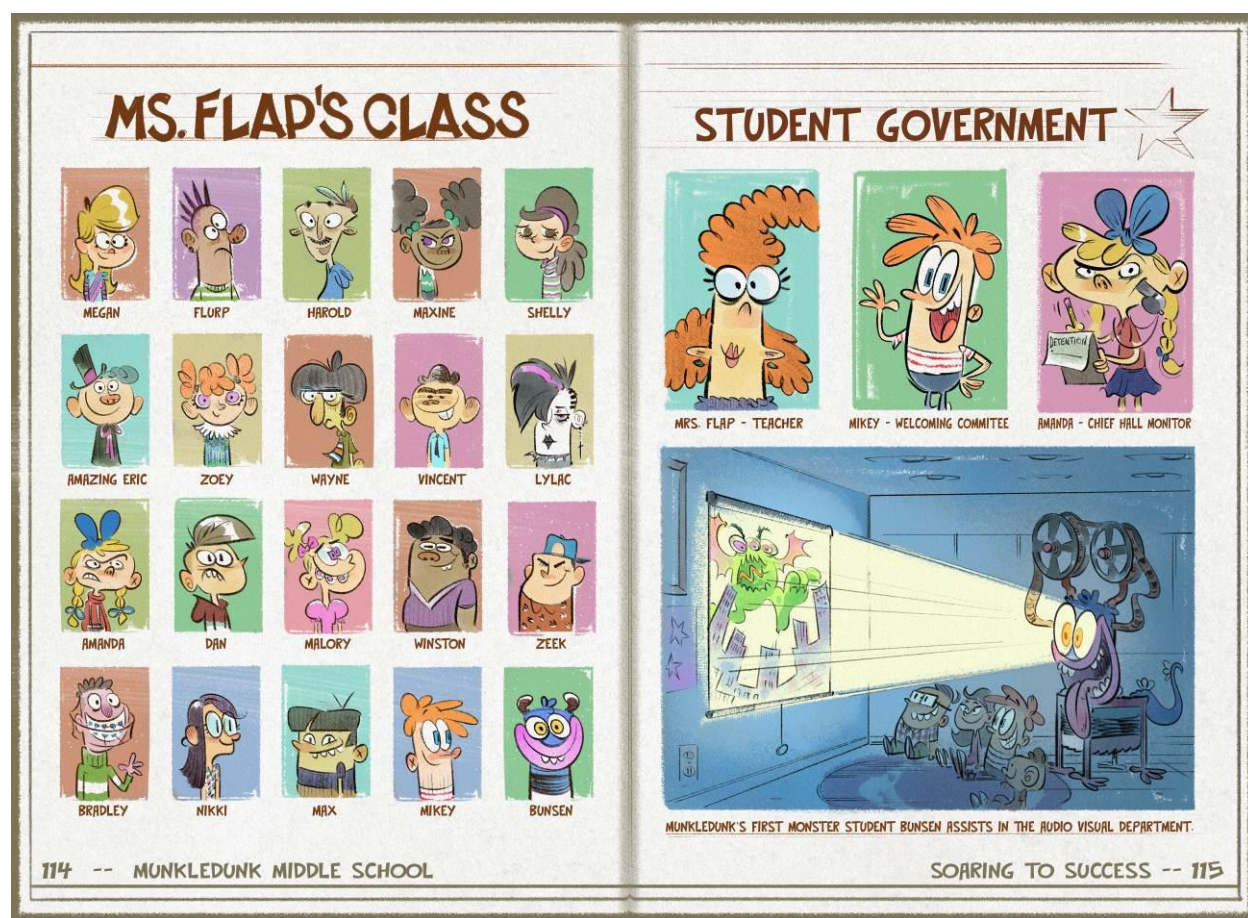 MS. FLAP'S CLASS
MEGAN
FLURP
HAROLD
MAXINE
SHELLY
AMAZING ERIC
ZOEY
WAYNE
VINCENT
LYLAC
AMANDA
DAN
MALORY
WINSTON
ZEEK
BRADLEY
NIKKI
MAX
MIKEY
BUNSEN
114 -- MUNKLEDUNK MIDDLE SCHOOL
STUDENT GOVERNMENT
MRS. FLAP - TEACHER
MIKEY - WELCOMING COMMITEE
DETENTION
AMANDA - CHIEF HALL MONITOR
MUNKLEDUNK'S FIRST MONSTER STUDENT BUNSEN ASSISTS IN THE AUDIO VISUAL DEPARTMENT.
SOARING TO SUCCESS -- 115